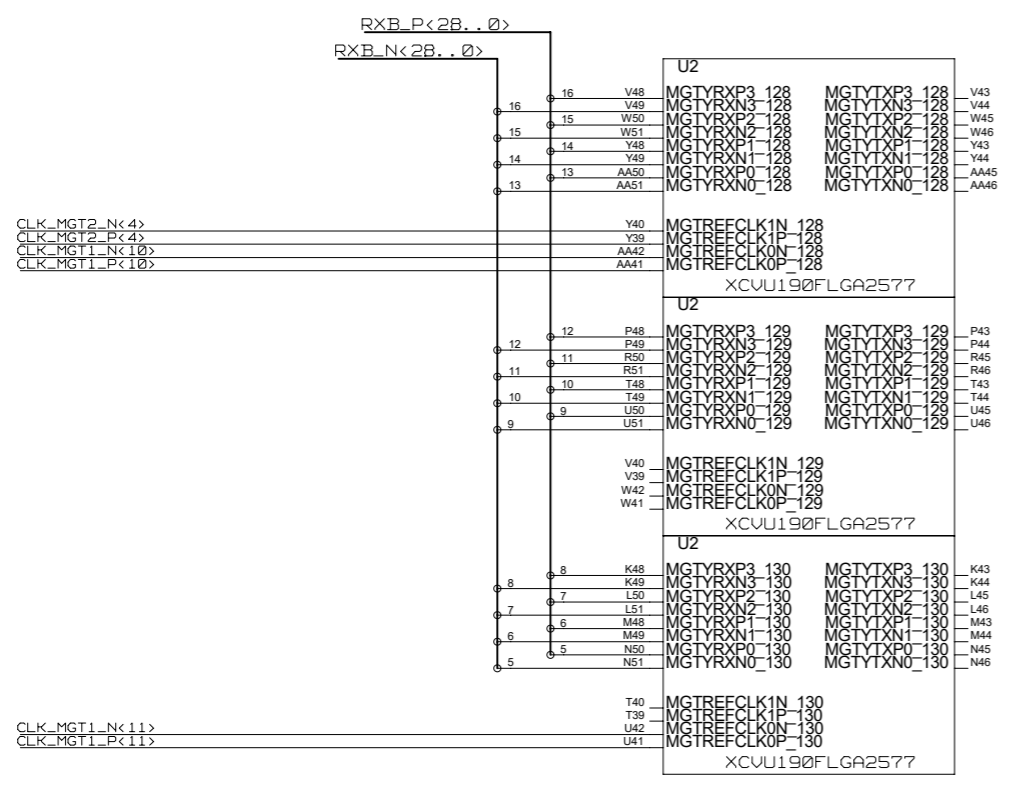 RXB_P<28..0>
RXB_N<28..0>
U2
16 V48 MGTYRXP3_128 MGTYTXP3_128 V43
16 V49 MGTYRXN3_128 MGTYTXN3_128 V44
15 W50 MGTYRXP2_128 MGTYTXP2_128 W45
15 W51 MGTYRXN2_128 MGTYTXN2_128 W46
14 Y48 MGTYRXP1_128 MGTYTXP1_128 Y43
14 Y49 MGTYRXN1_128 MGTYTXN1_128 Y44
13 AA50 MGTYRXP0_128 MGTYTXP0_128 AA45
13 AA51 MGTYRXN0_128 MGTYTXN0_128 AA46
CLK_MGT2_N<4> Y40 MGTREFCLK1N_128
CLK_MGT2_P<4> Y39 MGTREFCLK1P_128
CLK_MGT1_N<10> AA42 MGTREFCLK0N_128
CLK_MGT1_P<10> AA41 MGTREFCLK0P_128
XCVU190FLGA2577
U2
12 P48 MGTYRXP3_129 MGTYTXP3_129 P43
12 P49 MGTYRXN3_129 MGTYTXN3_129 P44
11 R50 MGTYRXP2_129 MGTYTXP2_129 R45
11 R51 MGTYRXN2_129 MGTYTXN2_129 R46
10 T48 MGTYRXP1_129 MGTYTXP1_129 T43
10 T49 MGTYRXN1_129 MGTYTXN1_129 T44
9 U50 MGTYRXP0_129 MGTYTXP0_129 U45
9 U51 MGTYRXN0_129 MGTYTXN0_129 U46
V40 MGTREFCLK1N_129
V39 MGTREFCLK1P_129
W42 MGTREFCLK0N_129
W41 MGTREFCLK0P_129
XCVU190FLGA2577
U2
8 K48 MGTYRXP3_130 MGTYTXP3_130 K43
8 K49 MGTYRXN3_130 MGTYTXN3_130 K44
7 L50 MGTYRXP2_130 MGTYTXP2_130 L45
7 L51 MGTYRXN2_130 MGTYTXN2_130 L46
6 M48 MGTYRXP1_130 MGTYTXP1_130 M43
6 M49 MGTYRXN1_130 MGTYTXN1_130 M44
5 N50 MGTYRXP0_130 MGTYTXP0_130 N45
5 N51 MGTYRXN0_130 MGTYTXN0_130 N46
T40 MGTREFCLK1N_130
T39 MGTREFCLK1P_130
CLK_MGT1_N<11> U42 MGTREFCLK0N_130
CLK_MGT1_P<11> U41 MGTREFCLK0P_130
XCVU190FLGA2577